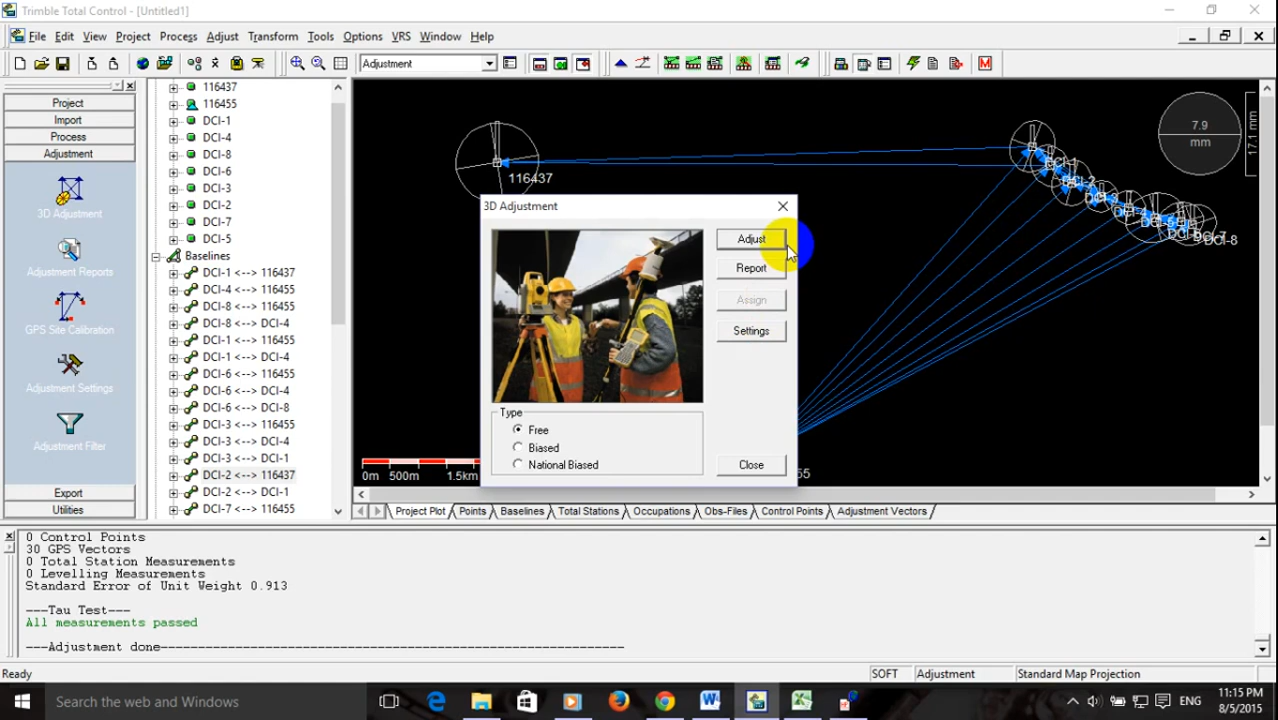 Trimble Total Control - [Untitled1]
File Edit View Project Process Adjust Transform Tools Options VRS Window Help
Adjustment
M
Project
Import
Process
Adjustment
3D Adjustment
Adjustment Reports
GPS Site Calibration
Adjustment Settings
Adjustment Filter
Export
Utilities
116437
116455
DCI-1
DCI-4
DCI-8
DCI-6
DCI-3
DCI-2
DCI-7
DCI-5
Baselines
DCI-1 <--> 116437
DCI-4 <--> 116455
DCI-8 <--> 116455
DCI-8 <--> DCI-4
DCI-1 <--> 116455
DCI-1 <--> DCI-4
DCI-6 <--> 116455
DCI-6 <--> DCI-4
DCI-6 <--> DCI-8
DCI-3 <--> 116455
DCI-3 <--> DCI-4
DCI-3 <--> DCI-1
DCI-2 <--> 116437
DCI-2 <--> DCI-1
DCI-7 <--> 116455
116437
7.9
mm
17.1 mm
DCI-8
0m 500m 1.5km
55
3D Adjustment
Adjust
Report
Assign
Settings
Type
Free
Biased
National Biased
Close
Project Plot Points Baselines Total Stations Occupations Obs-Files Control Points Adjustment Vectors
0 Control Points
30 GPS Vectors
0 Total Station Measurements
0 Levelling Measurements
Standard Error of Unit Weight 0.913
---Tau Test---
All measurements passed
---Adjustment done---------------------------------------------------------
Ready
SOFT Adjustment Standard Map Projection
Search the web and Windows
ENG
11:15 PM
8/5/2015